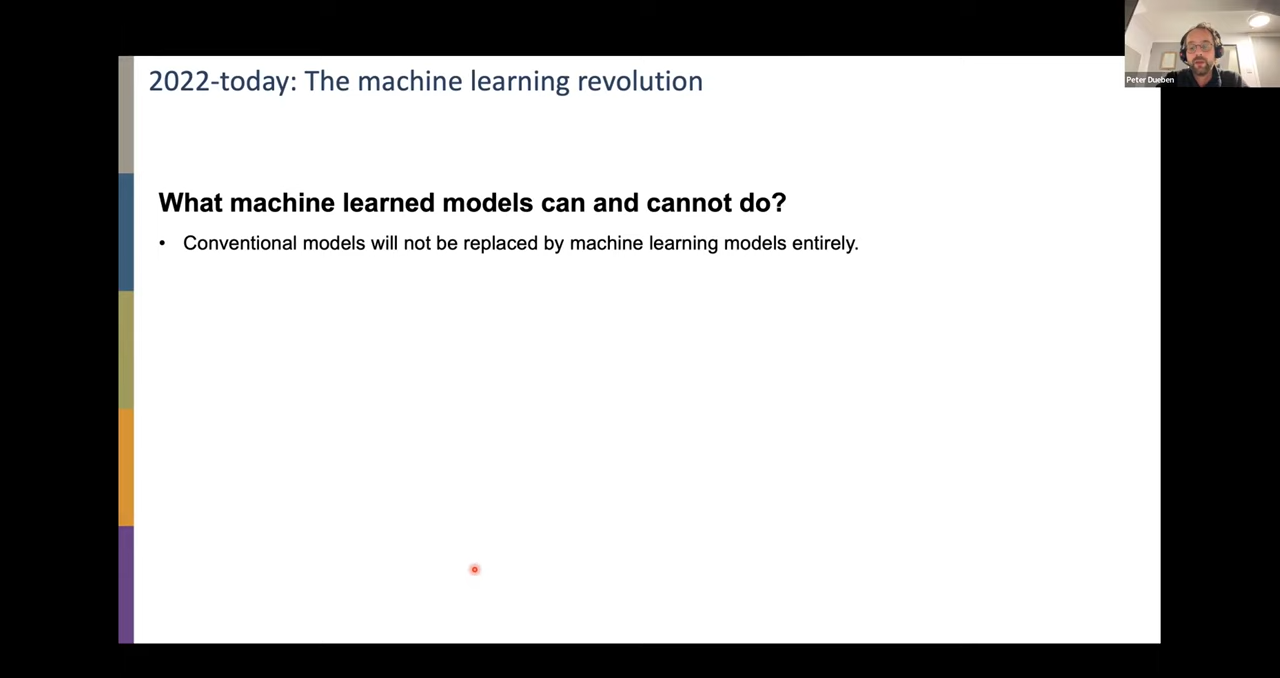 2022-today: The machine learning revolution
Peter Dueben
What machine learned models can and cannot do?
• Conventional models will not be replaced by machine learning models entirely.